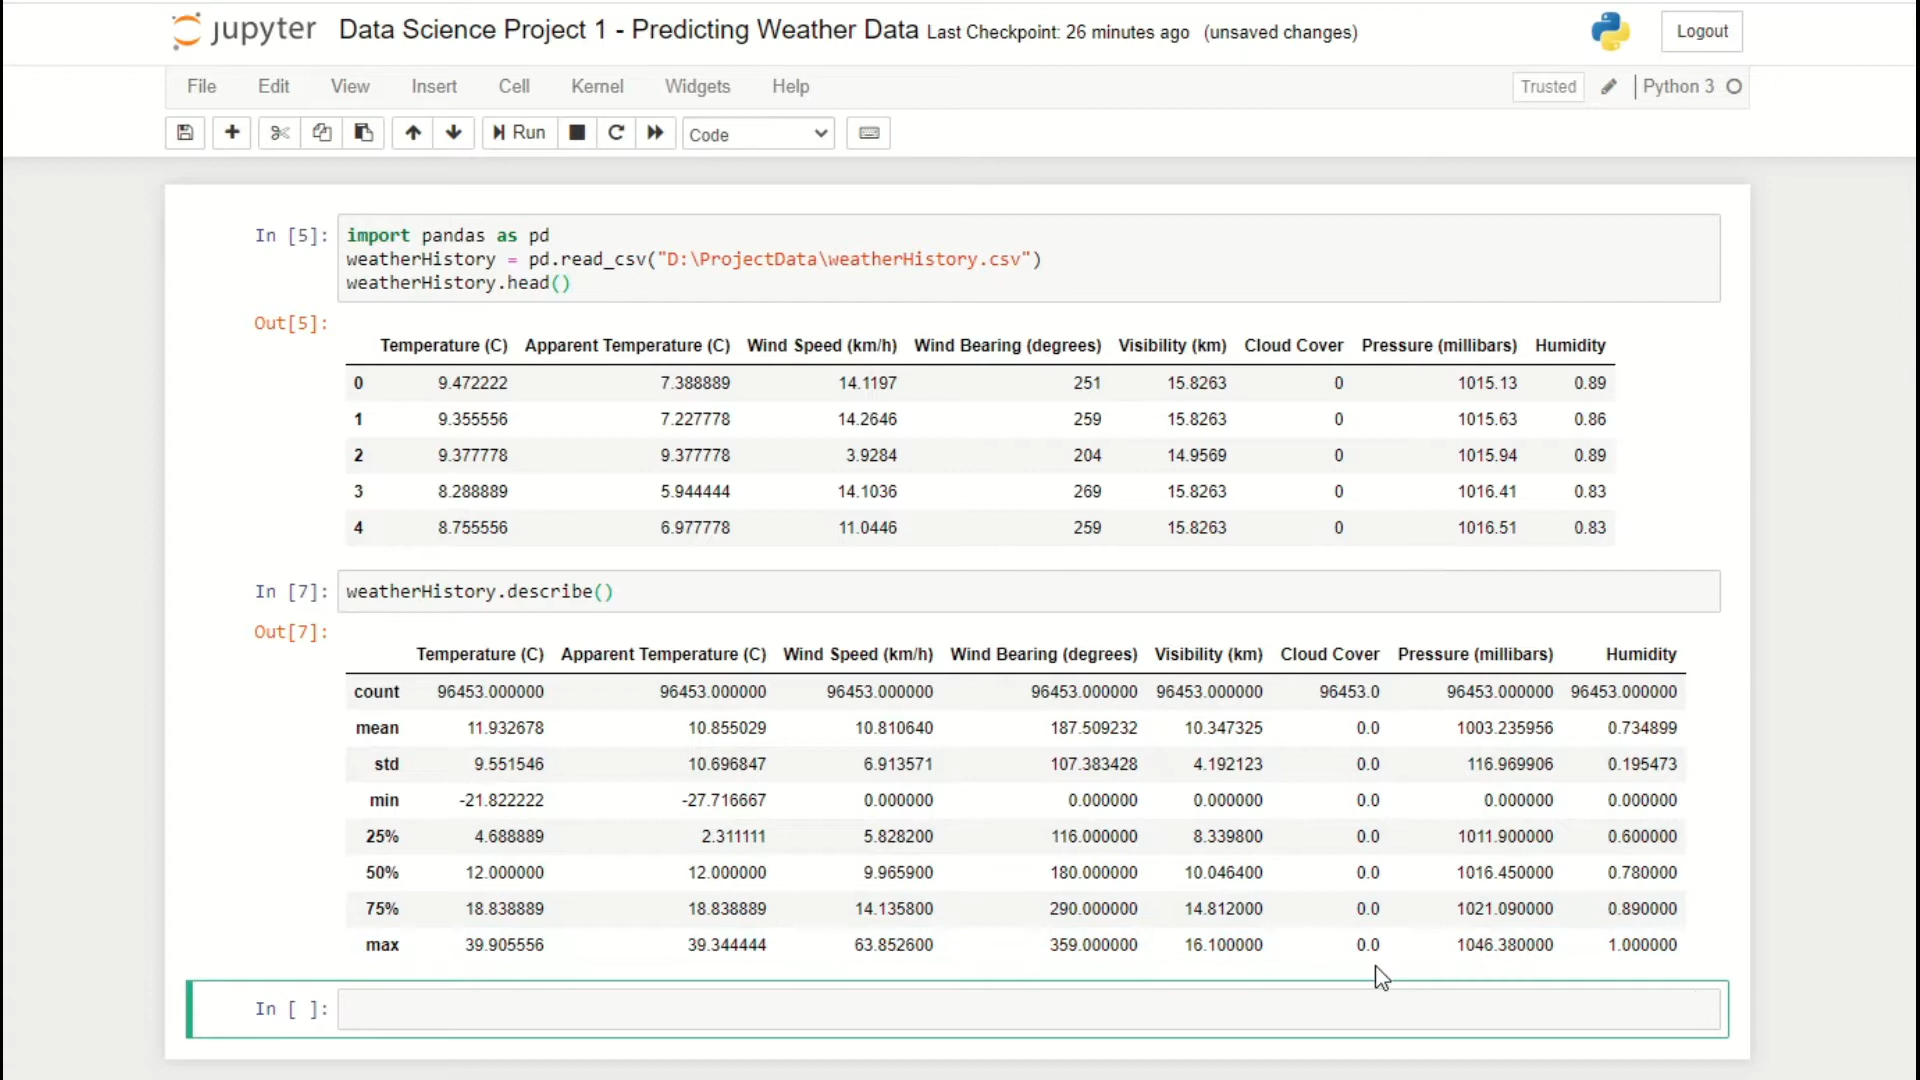 jupyter Data Science Project 1 - Predicting Weather Data Last Checkpoint: 26 minutes ago (unsaved changes) Logout
File Edit View Insert Cell Kernel Widgets Help Trusted Python 3
Run Code
In [5]: import pandas as pd
weatherHistory = pd.read_csv("D:\ProjectData\weatherHistory.csv")
weatherHistory.head()
Out[5]:
Temperature (C) Apparent Temperature (C) Wind Speed (km/h) Wind Bearing (degrees) Visibility (km) Cloud Cover Pressure (millibars) Humidity
0 9.472222 7.388889 14.1197 251 15.8263 0 1015.13 0.89
1 9.355556 7.227778 14.2646 259 15.8263 0 1015.63 0.86
2 9.377778 9.377778 3.9284 204 14.9569 0 1015.94 0.89
3 8.288889 5.944444 14.1036 269 15.8263 0 1016.41 0.83
4 8.755556 6.977778 11.0446 259 15.8263 0 1016.51 0.83
In [7]: weatherHistory.describe()
Out[7]:
Temperature (C) Apparent Temperature (C) Wind Speed (km/h) Wind Bearing (degrees) Visibility (km) Cloud Cover Pressure (millibars) Humidity
count 96453.000000 96453.000000 96453.000000 96453.000000 96453.000000 96453.0 96453.000000 96453.000000
mean 11.932678 10.855029 10.810640 187.509232 10.347325 0.0 1003.235956 0.734899
std 9.551546 10.696847 6.913571 107.383428 4.192123 0.0 116.969906 0.195473
min -21.822222 -27.716667 0.000000 0.000000 0.000000 0.0 0.000000 0.000000
25% 4.688889 2.311111 5.828200 116.000000 8.339800 0.0 1011.900000 0.600000
50% 12.000000 12.000000 9.965900 180.000000 10.046400 0.0 1016.450000 0.780000
75% 18.838889 18.838889 14.135800 290.000000 14.812000 0.0 1021.090000 0.890000
max 39.905556 39.344444 63.852600 359.000000 16.100000 0.0 1046.380000 1.000000
In [ ]: